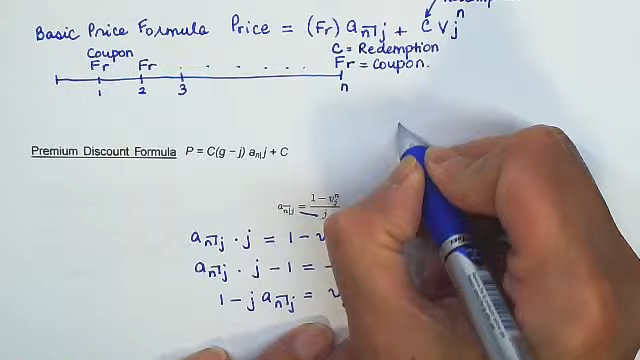 Basic Price Formula Price = (Fr) a_n̅|j + C v_j^n
C = Redemption
Coupon
Fr Fr . . . . . . Fr = coupon.
1 2 3 n
Premium Discount Formula P = C(g – j) a_n̅|j + C
a_n̅|j = (1 − v_j^n)/j
a_n̅|j · j = 1 −
a_n̅|j · j − 1 = −
1 − j a_n̅|j = v